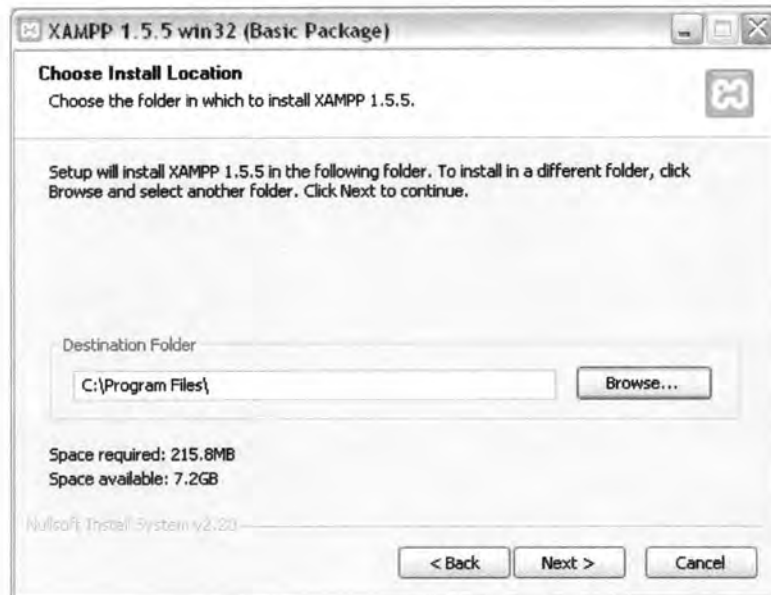 XAMPP 1.5.5 win32 (Basic Package)
Choose Install Location
Choose the folder in which to install XAMPP 1.5.5.
Setup will install XAMPP 1.5.5 in the following folder. To install in a different folder, click
Browse and select another folder. Click Next to continue.
Destination Folder
C:\Program Files\
Browse...
Space required: 215.8MB
Space available: 7.2GB
Nullsoft Install System v2.20
< Back
Next >
Cancel